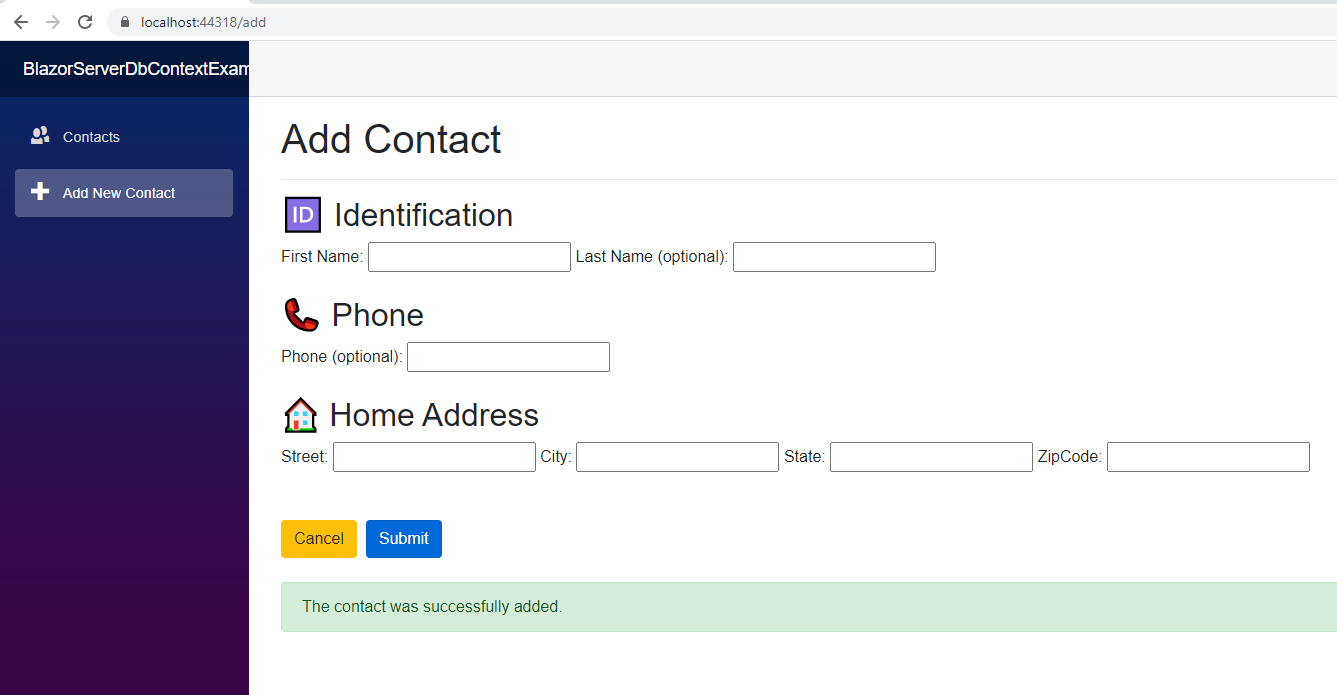 localhost:44318/add
BlazorServerDbContextExam
Contacts
Add New Contact
Add Contact
ID Identification
First Name: Last Name (optional):
Phone
Phone (optional):
Home Address
Street: City: State: ZipCode:
Cancel Submit
The contact was successfully added.